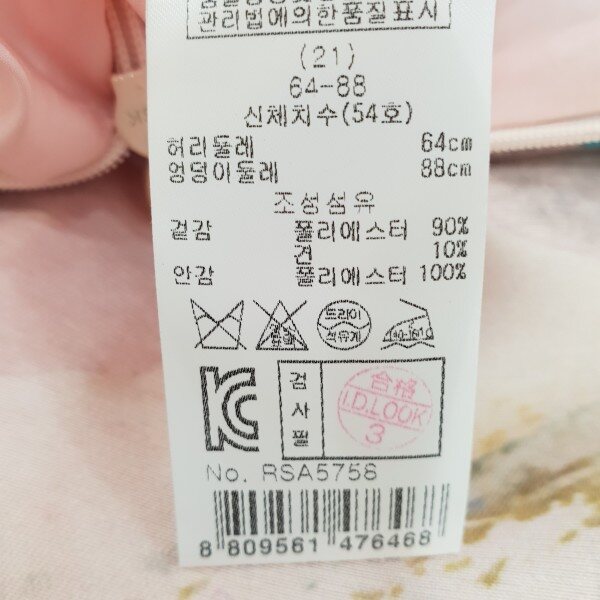 관리법에의한품질표시
(21)
64-88
신체치수(54호)
허리둘레 64cm
엉덩이둘레 88cm
조성섬유
겉감 폴리에스터 90%
견 10%
안감 폴리에스터 100%
드라이
석유계
검사필
合格
I.D.LOOK
3
No. RSA5758
8 809561 476468